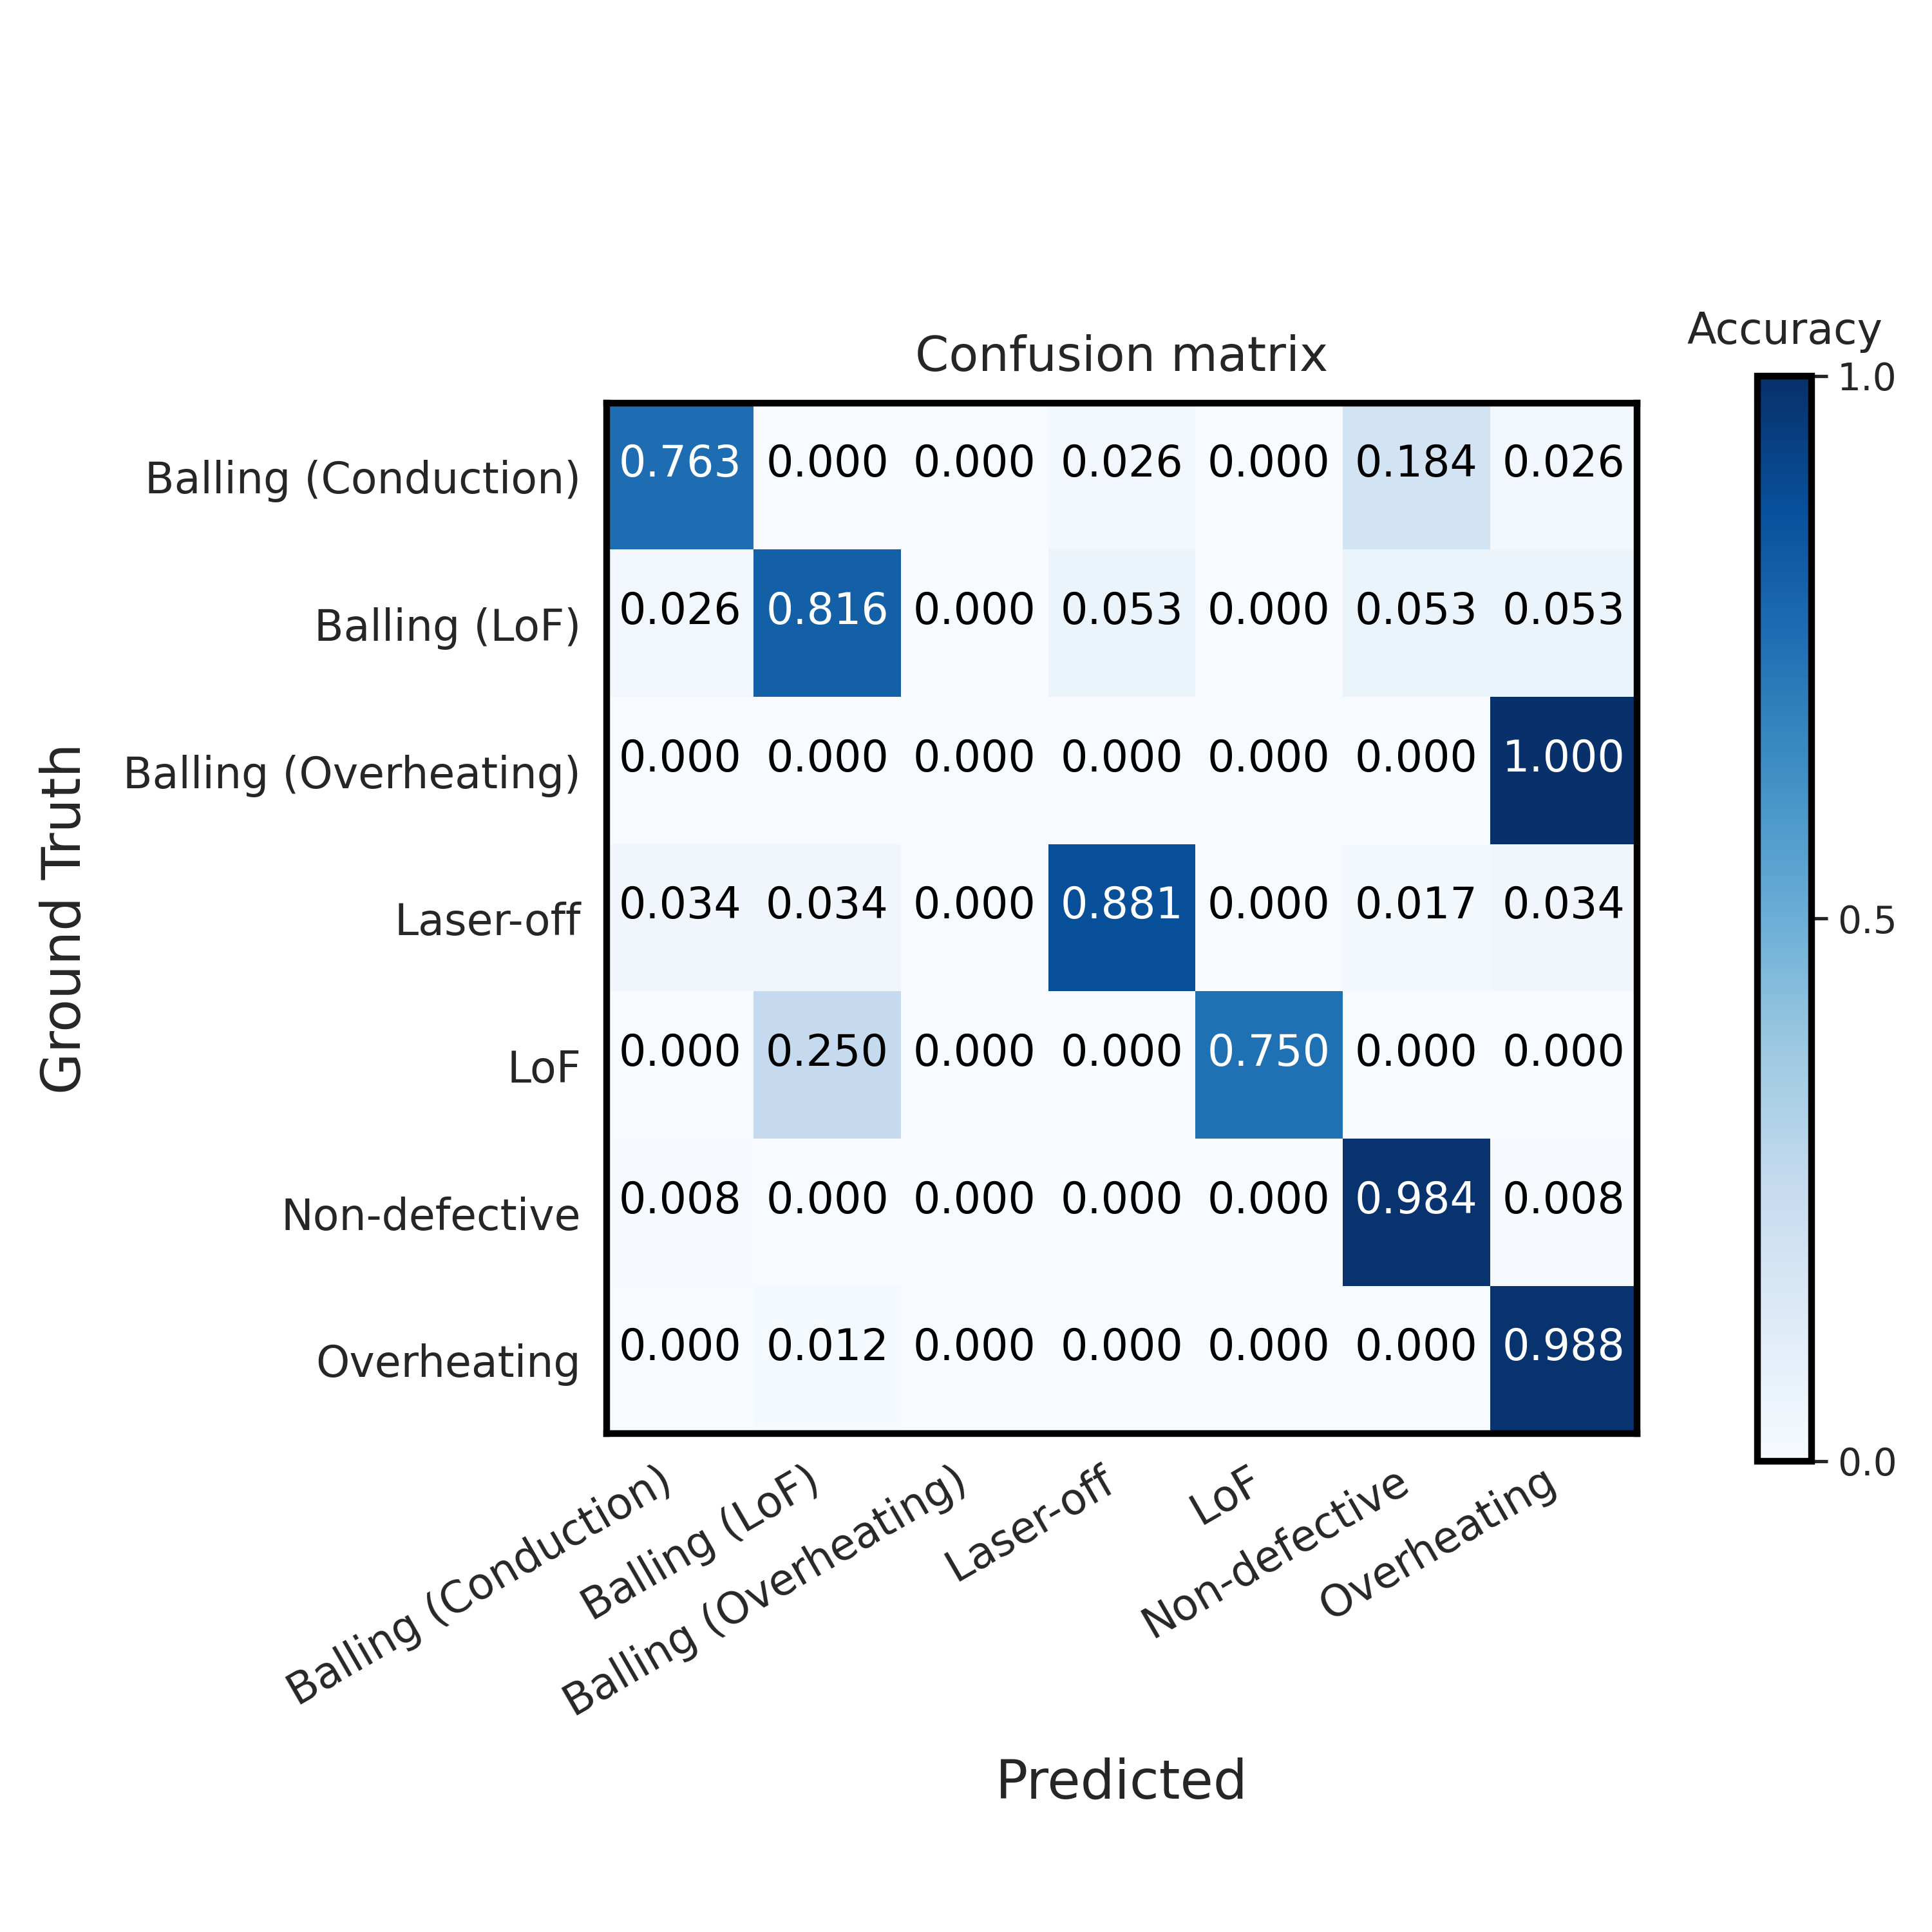 Accuracy
Confusion matrix
1.0
0.5
0.0
Ground Truth
Balling (Conduction) 0.763 0.000 0.000 0.026 0.000 0.184 0.026
Balling (LoF) 0.026 0.816 0.000 0.053 0.000 0.053 0.053
Balling (Overheating) 0.000 0.000 0.000 0.000 0.000 0.000 1.000
Laser-off 0.034 0.034 0.000 0.881 0.000 0.017 0.034
LoF 0.000 0.250 0.000 0.000 0.750 0.000 0.000
Non-defective 0.008 0.000 0.000 0.000 0.000 0.984 0.008
Overheating 0.000 0.012 0.000 0.000 0.000 0.000 0.988
Balling (Conduction)
Balling (LoF)
Balling (Overheating)
Laser-off
LoF
Non-defective
Overheating
Predicted